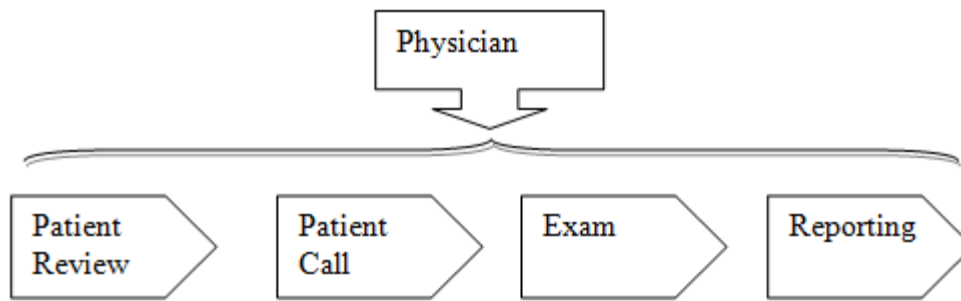 Physician
Patient
Review
Patient
Call
Exam
Reporting